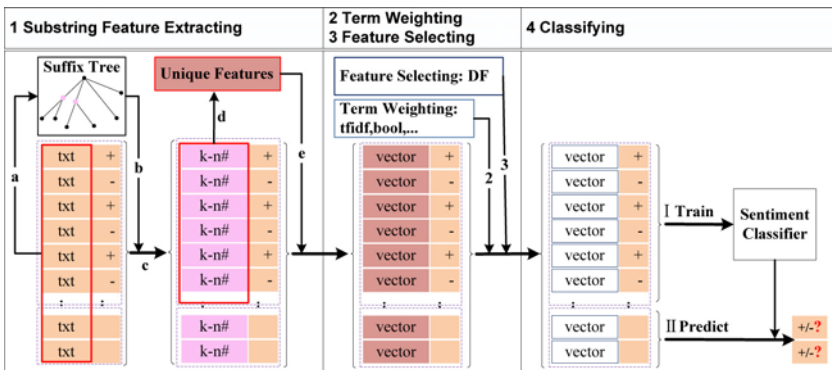 1 Substring Feature Extracting
2 Term Weighting
3 Feature Selecting
4 Classifying
Suffix Tree
Unique Features
Feature Selecting: DF
Term Weighting:
tfidf,bool,...
a
b
c
d
e
2
3
txt +
txt -
txt +
txt -
txt +
txt -
: :
txt
txt
k-n# +
k-n# -
k-n# +
k-n# -
k-n# +
k-n# -
: :
k-n#
k-n#
vector +
vector -
vector +
vector -
vector +
vector -
: :
vector
vector
vector +
vector -
vector +
vector -
vector +
vector -
: :
vector
vector
Ⅰ Train
Sentiment
Classifier
Ⅱ Predict
+/-?
+/-?